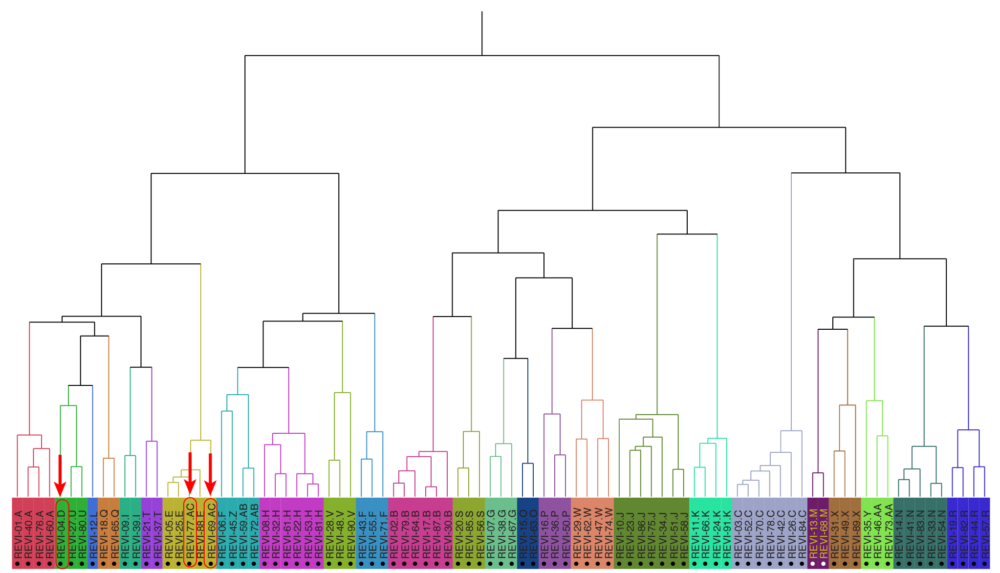 REVI-01.A
REVI-40.A
REVI-76.A
REVI-60.A
REVI-04.D
REVI-27.U
REVI-80.U
REVI-12.L
REVI-18.Q
REVI-65.Q
REVI-09.I
REVI-39.I
REVI-21.T
REVI-37.T
REVI-05.E
REVI-25.E
REVI-77.AC
REVI-88.E
REVI-69.AC
REVI-06.F
REVI-45.Z
REVI-59.AB
REVI-72.AB
REVI-08.H
REVI-32.H
REVI-61.H
REVI-22.H
REVI-53.H
REVI-81.H
REVI-28.V
REVI-48.V
REVI-90.V
REVI-43.F
REVI-55.F
REVI-71.F
REVI-02.B
REVI-79.B
REVI-64.B
REVI-17.B
REVI-87.B
REVI-30.B
REVI-20.S
REVI-85.S
REVI-56.S
REVI-07.G
REVI-38.G
REVI-67.G
REVI-15.O
REVI-63.O
REVI-16.P
REVI-36.P
REVI-50.P
REVI-29.W
REVI-62.W
REVI-47.W
REVI-74.W
REVI-10.J
REVI-23.J
REVI-86.J
REVI-75.J
REVI-34.J
REVI-51.J
REVI-58.J
REVI-11.K
REVI-66.K
REVI-24.K
REVI-91.K
REVI-03.C
REVI-52.C
REVI-70.C
REVI-78.C
REVI-42.C
REVI-26.C
REVI-84.C
REVI-13.M
REVI-68.M
REVI-31.X
REVI-49.X
REVI-89.X
REVI-35.Y
REVI-46.AA
REVI-73.AA
REVI-14.N
REVI-41.N
REVI-83.N
REVI-33.N
REVI-54.N
REVI-19.R
REVI-82.R
REVI-44.R
REVI-57.R